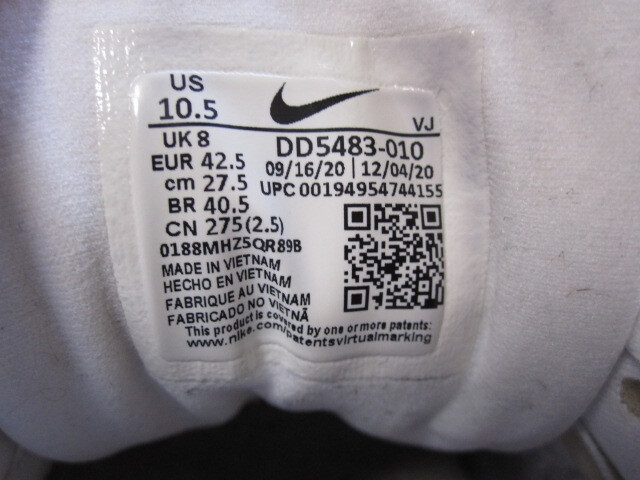 US
10.5
VJ
UK 8
DD5483-010
EUR 42.5
09/16/20 | 12/04/20
cm 27.5
UPC 00194954744155
BR 40.5
CN 275(2.5)
0188MHZ5QR89B
MADE IN VIETNAM
HECHO EN VIETNAM
FABRIQUE AU VIETNAM
FABRICADO NO VIETNÃ
This product is covered by one or more patents:
www.nike.com/patentsvirtualmarking